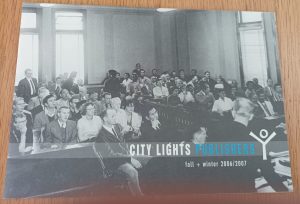 CITY LIGHTS PUBLISHERS
fall + winter 2006/2007